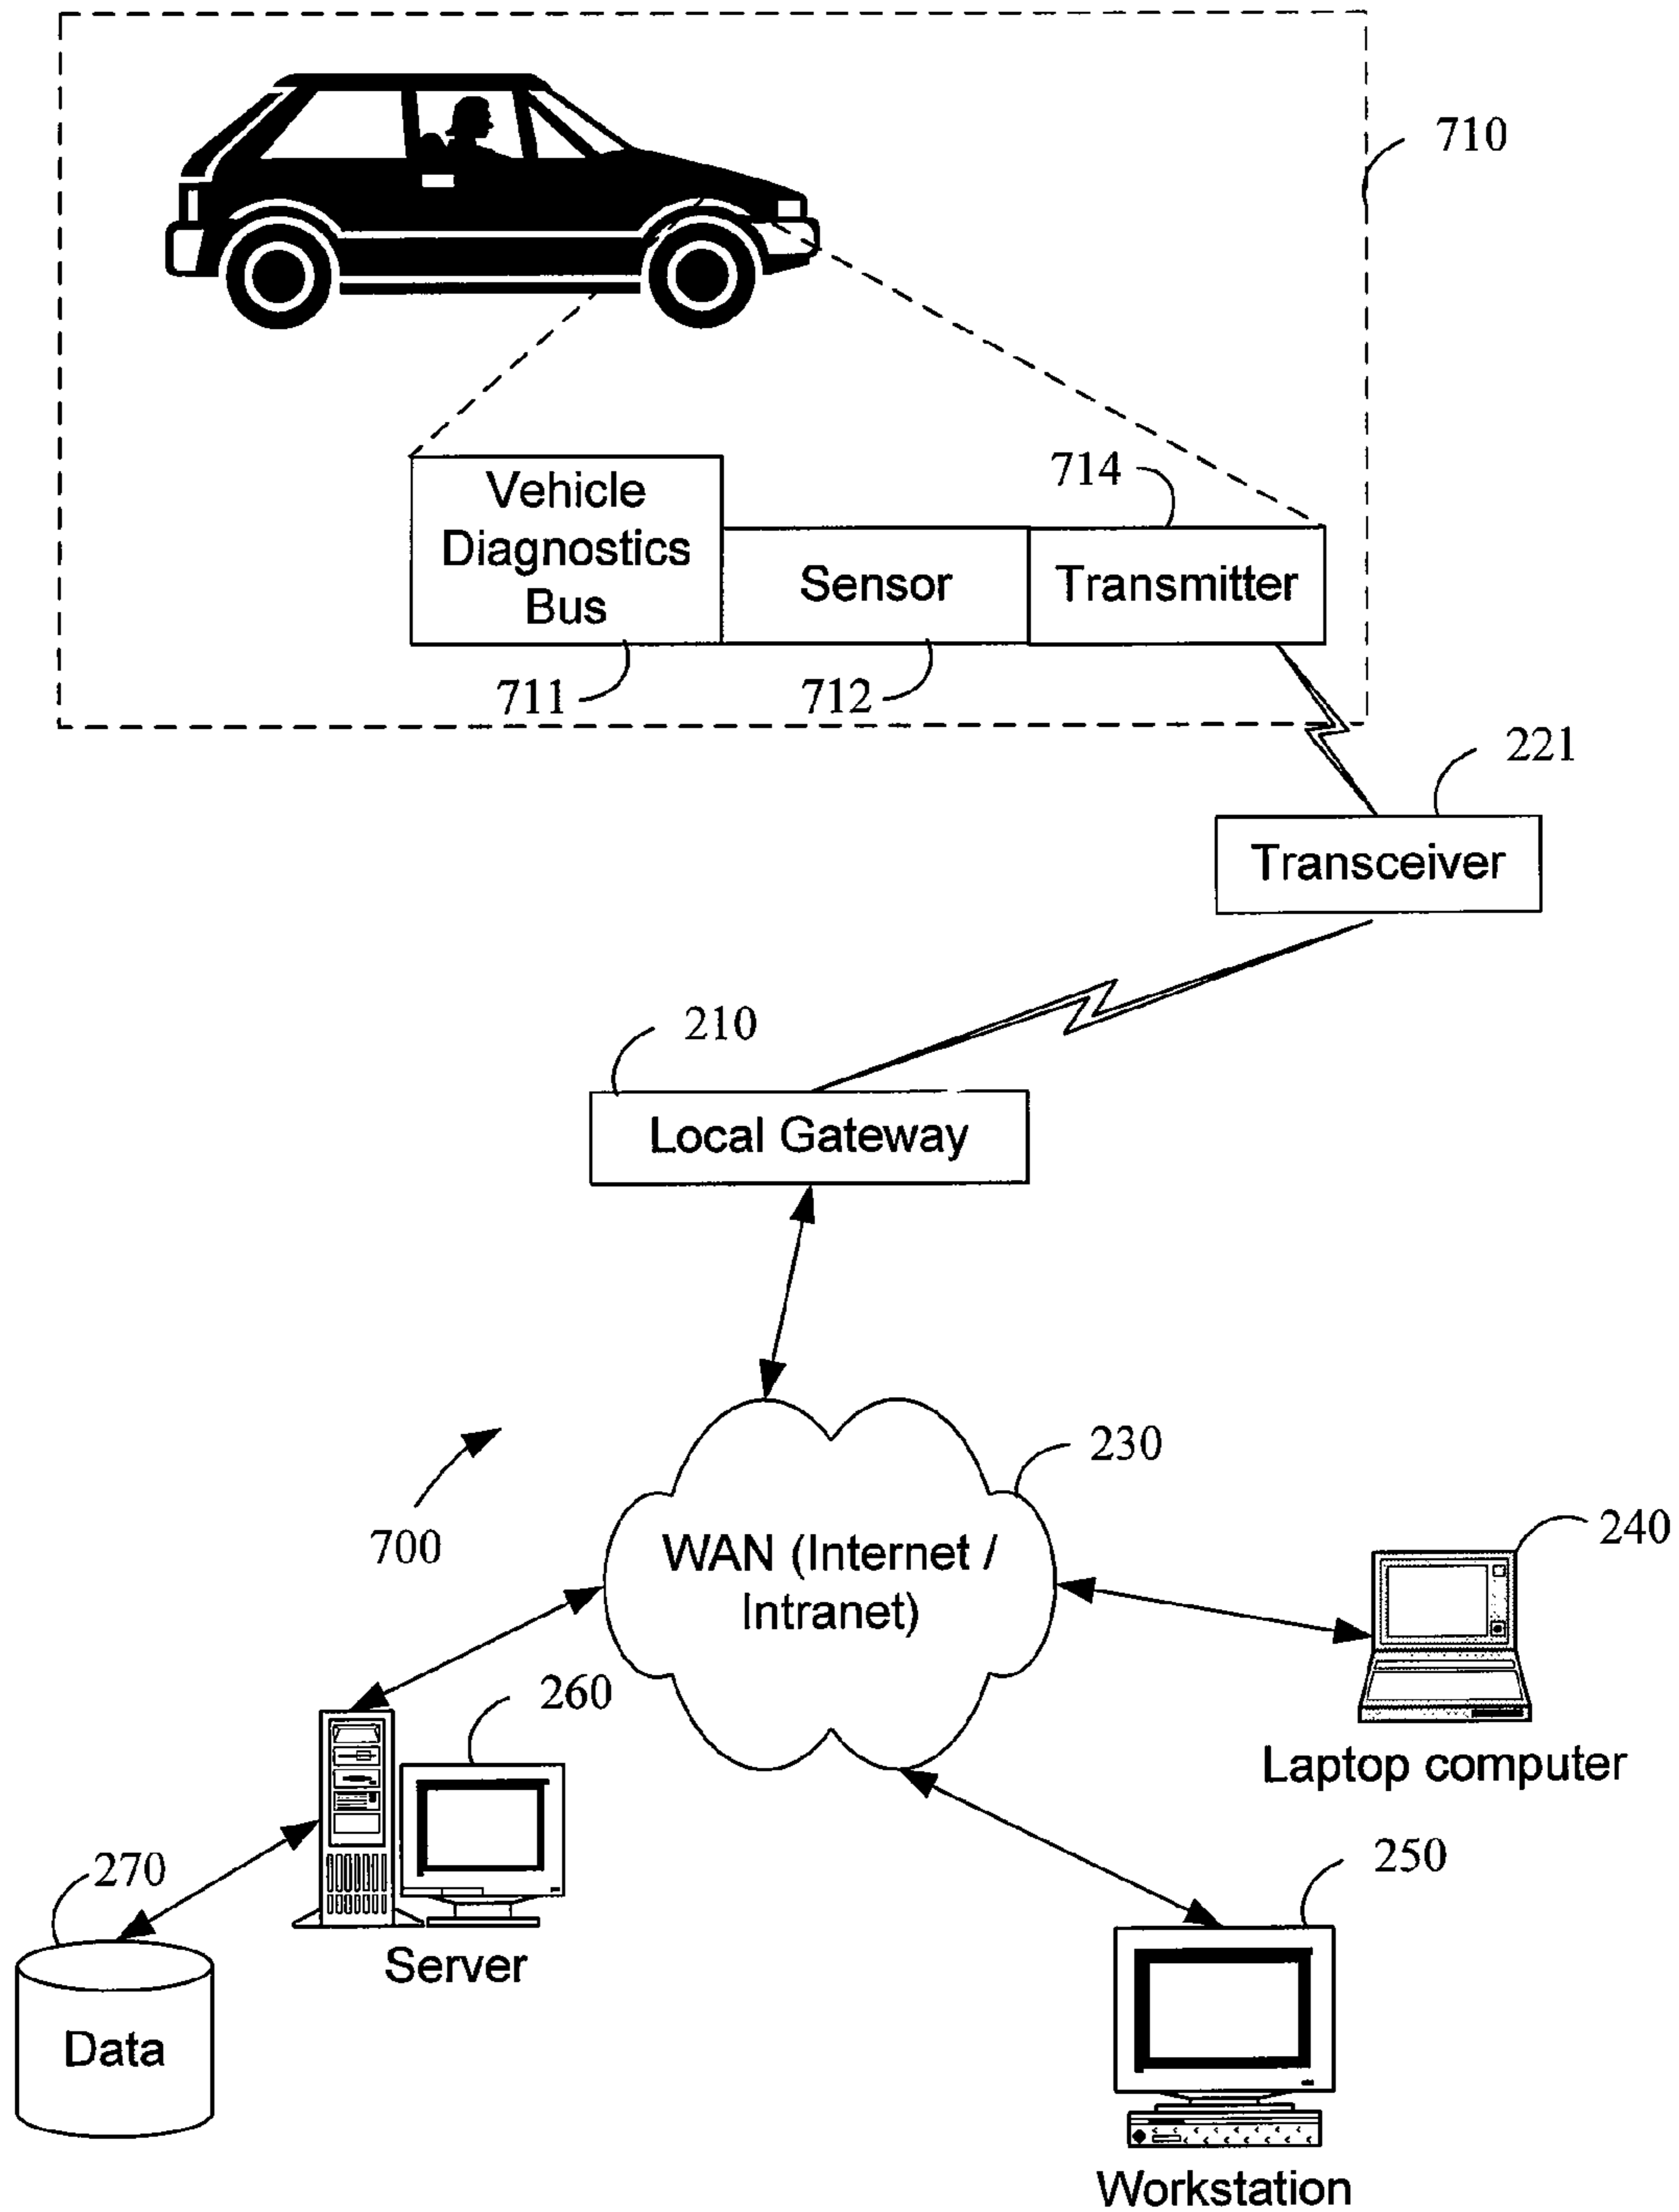 710
714
Vehicle
Diagnostics
Bus
Sensor
Transmitter
711
712
221
Transceiver
210
Local Gateway
230
700
WAN (Internet /
Intranet)
240
260
Laptop computer
270
250
Server
Data
Workstation